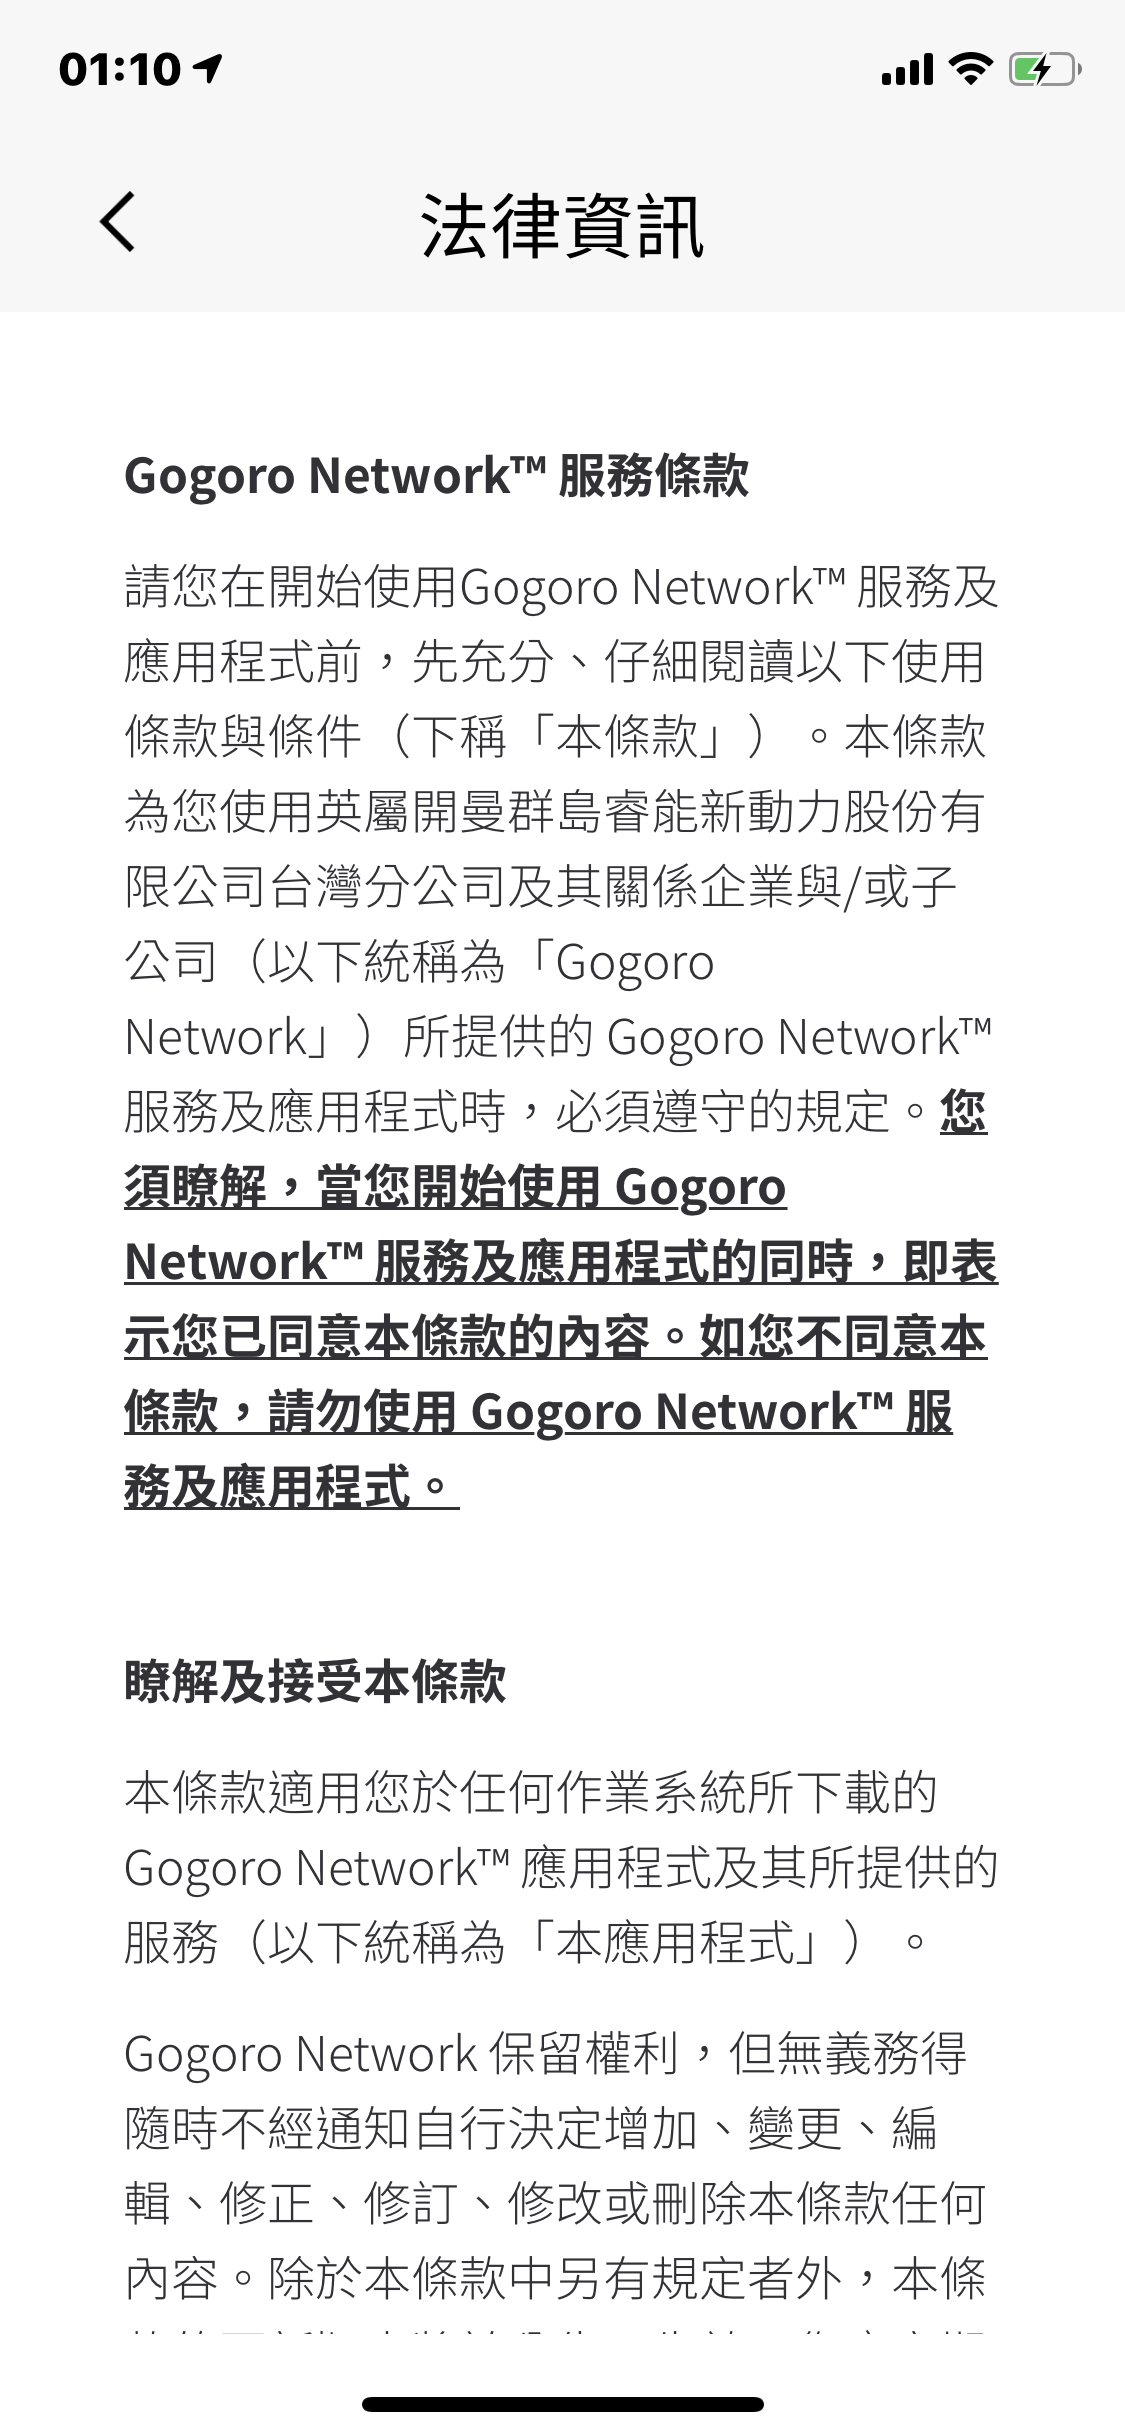 01:10
法律資訊
Gogoro Network™ 服務條款
請您在開始使用Gogoro Network™ 服務及
應用程式前，先充分、仔細閱讀以下使用
條款與條件（下稱「本條款」）。本條款
為您使用英屬開曼群島睿能新動力股份有
限公司台灣分公司及其關係企業與/或子
公司（以下統稱為「Gogoro
Network」）所提供的 Gogoro Network™
服務及應用程式時，必須遵守的規定。您
須瞭解，當您開始使用 Gogoro
Network™ 服務及應用程式的同時，即表
示您已同意本條款的內容。如您不同意本
條款，請勿使用 Gogoro Network™ 服
務及應用程式。
瞭解及接受本條款
本條款適用您於任何作業系統所下載的
Gogoro Network™ 應用程式及其所提供的
服務（以下統稱為「本應用程式」）。
Gogoro Network 保留權利，但無義務得
隨時不經通知自行決定增加、變更、編
輯、修正、修訂、修改或刪除本條款任何
內容。除於本條款中另有規定者外，本條